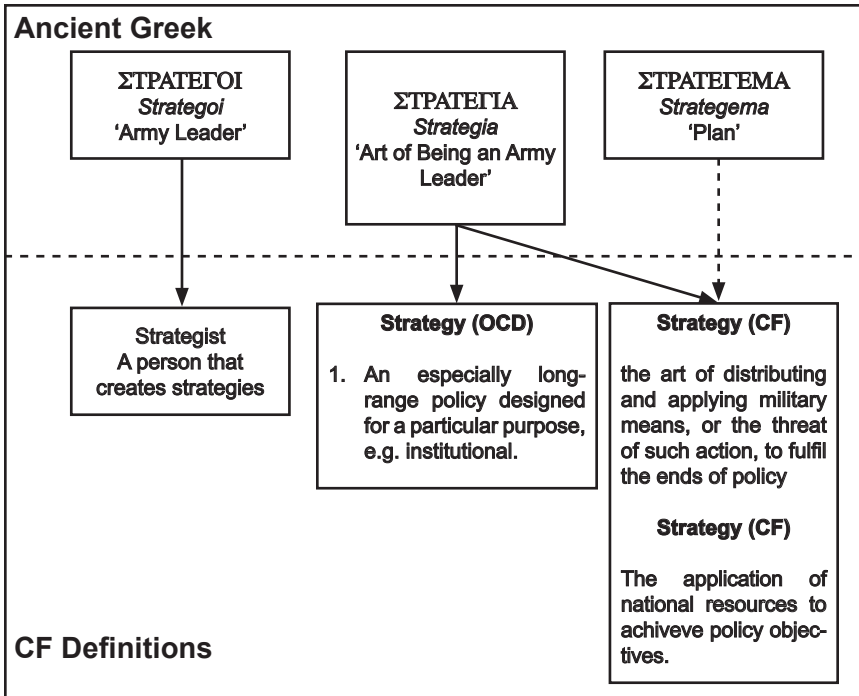 Ancient Greek
ΣΤΡΑΤΕΓΟΙ
Strategoi
‘Army Leader’
ΣΤΡΑΤΕΓΙΑ
Strategia
‘Art of Being an Army
Leader’
ΣΤΡΑΤΕΓΕΜΑ
Strategema
‘Plan’
Strategist
A person that
creates strategies
Strategy (OCD)
1. An especially long-
range policy designed
for a particular purpose,
e.g. institutional.
Strategy (CF)
the art of distributing
and applying military
means, or the threat
of such action, to fulfil
the ends of policy
Strategy (CF)
The application of
national resources to
achiveve policy objec-
tives.
CF Definitions